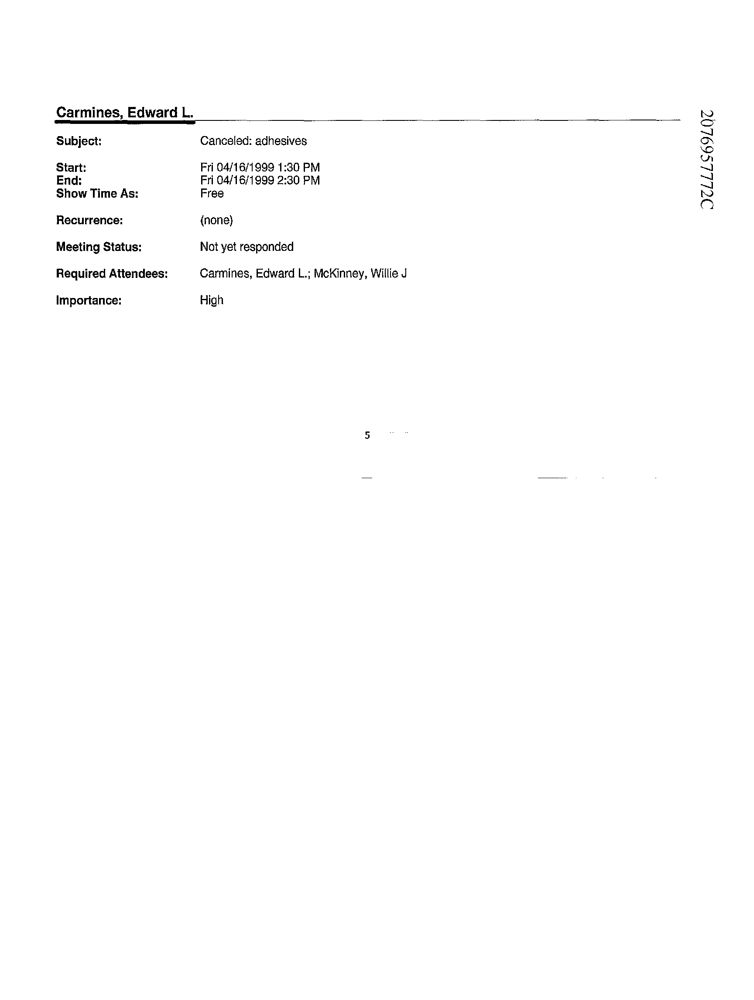 Carmines, Edward L.
Subject: Canceled: adhesives
Start: Fri 04/16/1999 1:30 PM
End: Fri 04/16/1999 2:30 PM
Show Time As: Free
Recurrence: (none)
Meeting Status: Not yet responded
Required Attendees: Carmines, Edward L.; McKinney, Willie J
Importance: High
5
2076957772C